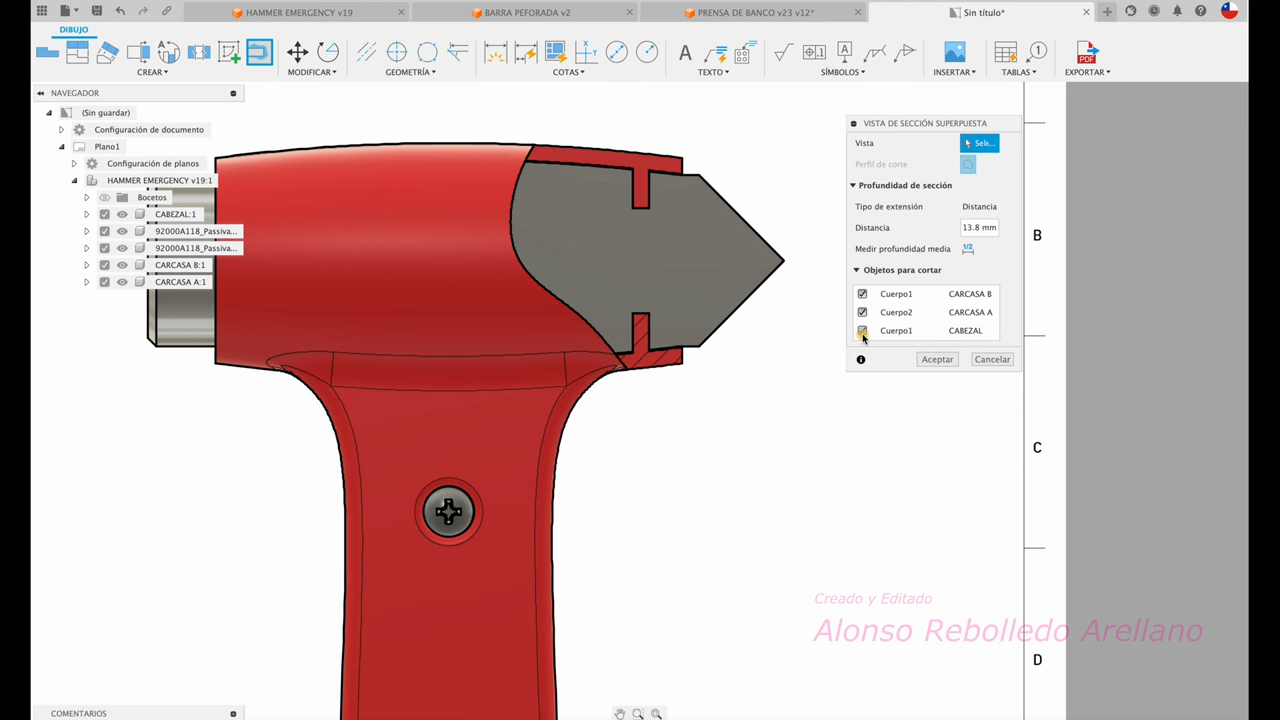 HAMMER EMERGENCY v19
BARRA PEFORADA v2
PRENSA DE BANCO v23 v12*
Sin título*
DIBUJO
CREAR
MODIFICAR
GEOMETRÍA
COTAS
TEXTO
SÍMBOLOS
INSERTAR
TABLAS
EXPORTAR
NAVEGADOR
(Sin guardar)
Configuración de documento
Plano1
Configuración de planos
HAMMER EMERGENCY v19:1
Bocetos
CABEZAL:1
92000A118_Passiva...
92000A118_Passiva...
CARCASA B:1
CARCASA A:1
VISTA DE SECCIÓN SUPERPUESTA
Vista Sele...
Perfil de corte
Profundidad de sección
Tipo de extensión Distancia
Distancia 13.8 mm
Medir profundidad media 1/2
Objetos para cortar
Cuerpo1 CARCASA B
Cuerpo2 CARCASA A
Cuerpo1 CABEZAL
Aceptar Cancelar
B
C
D
Creado y Editado
Alonso Rebolledo Arellano
COMENTARIOS